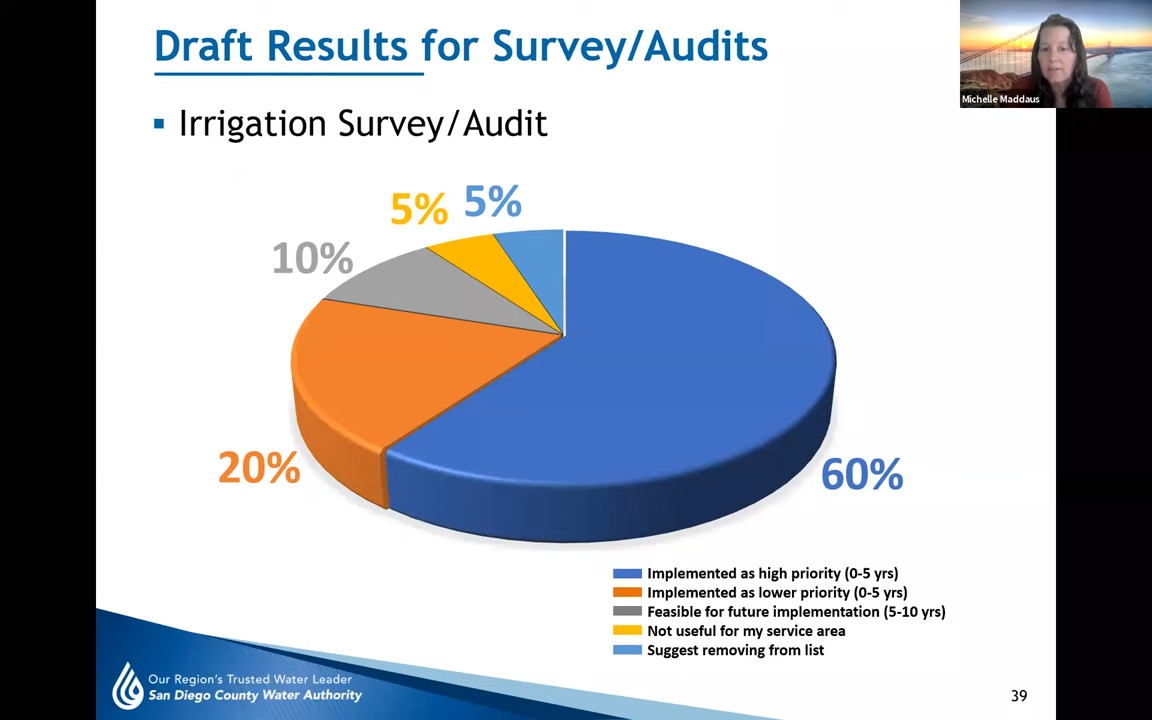 Draft Results for Survey/Audits
Michelle Maddaus
▪ Irrigation Survey/Audit
5% 5%
10%
20%
60%
Implemented as high priority (0-5 yrs)
Implemented as lower priority (0-5 yrs)
Feasible for future implementation (5-10 yrs)
Not useful for my service area
Suggest removing from list
Our Region's Trusted Water Leader
San Diego County Water Authority
39